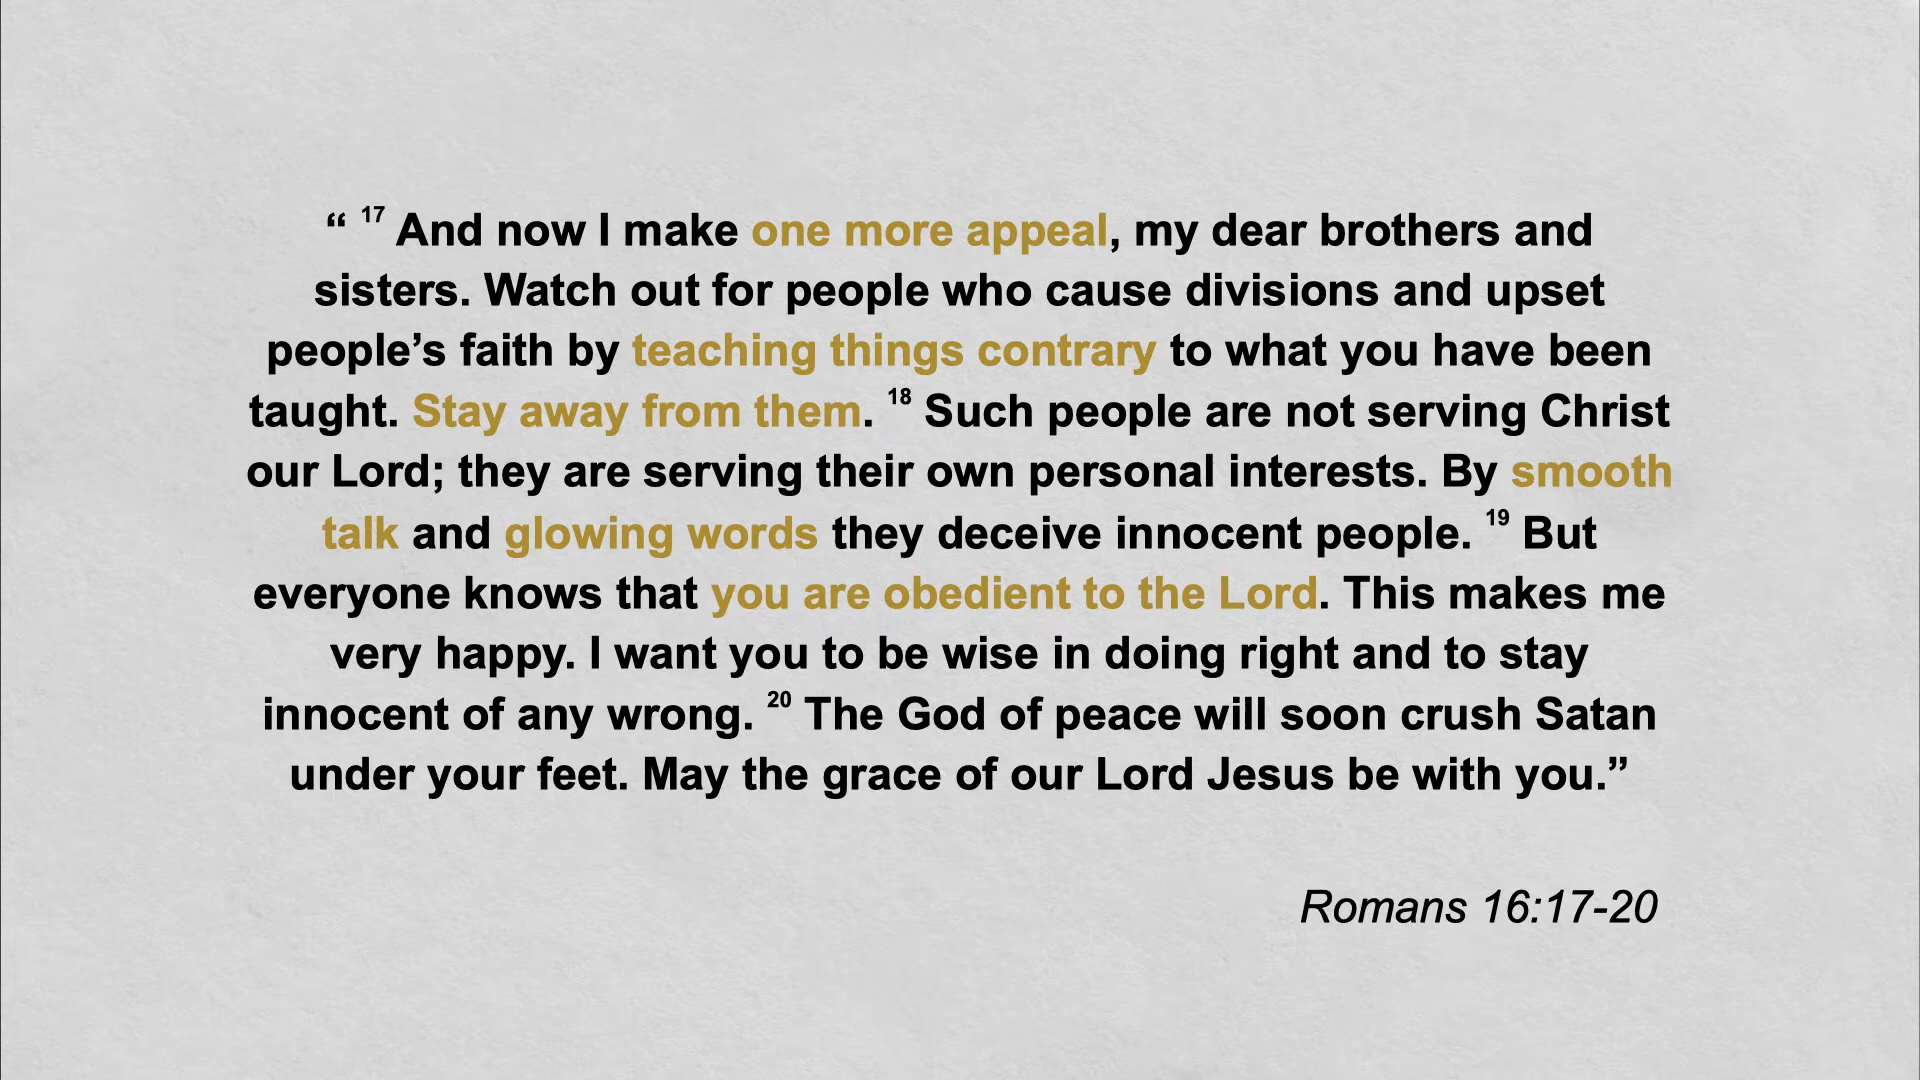 “ 17 And now I make one more appeal, my dear brothers and
sisters. Watch out for people who cause divisions and upset
people’s faith by teaching things contrary to what you have been
taught. Stay away from them. 18 Such people are not serving Christ
our Lord; they are serving their own personal interests. By smooth
talk and glowing words they deceive innocent people. 19 But
everyone knows that you are obedient to the Lord. This makes me
very happy. I want you to be wise in doing right and to stay
innocent of any wrong. 20 The God of peace will soon crush Satan
under your feet. May the grace of our Lord Jesus be with you.”
Romans 16:17-20